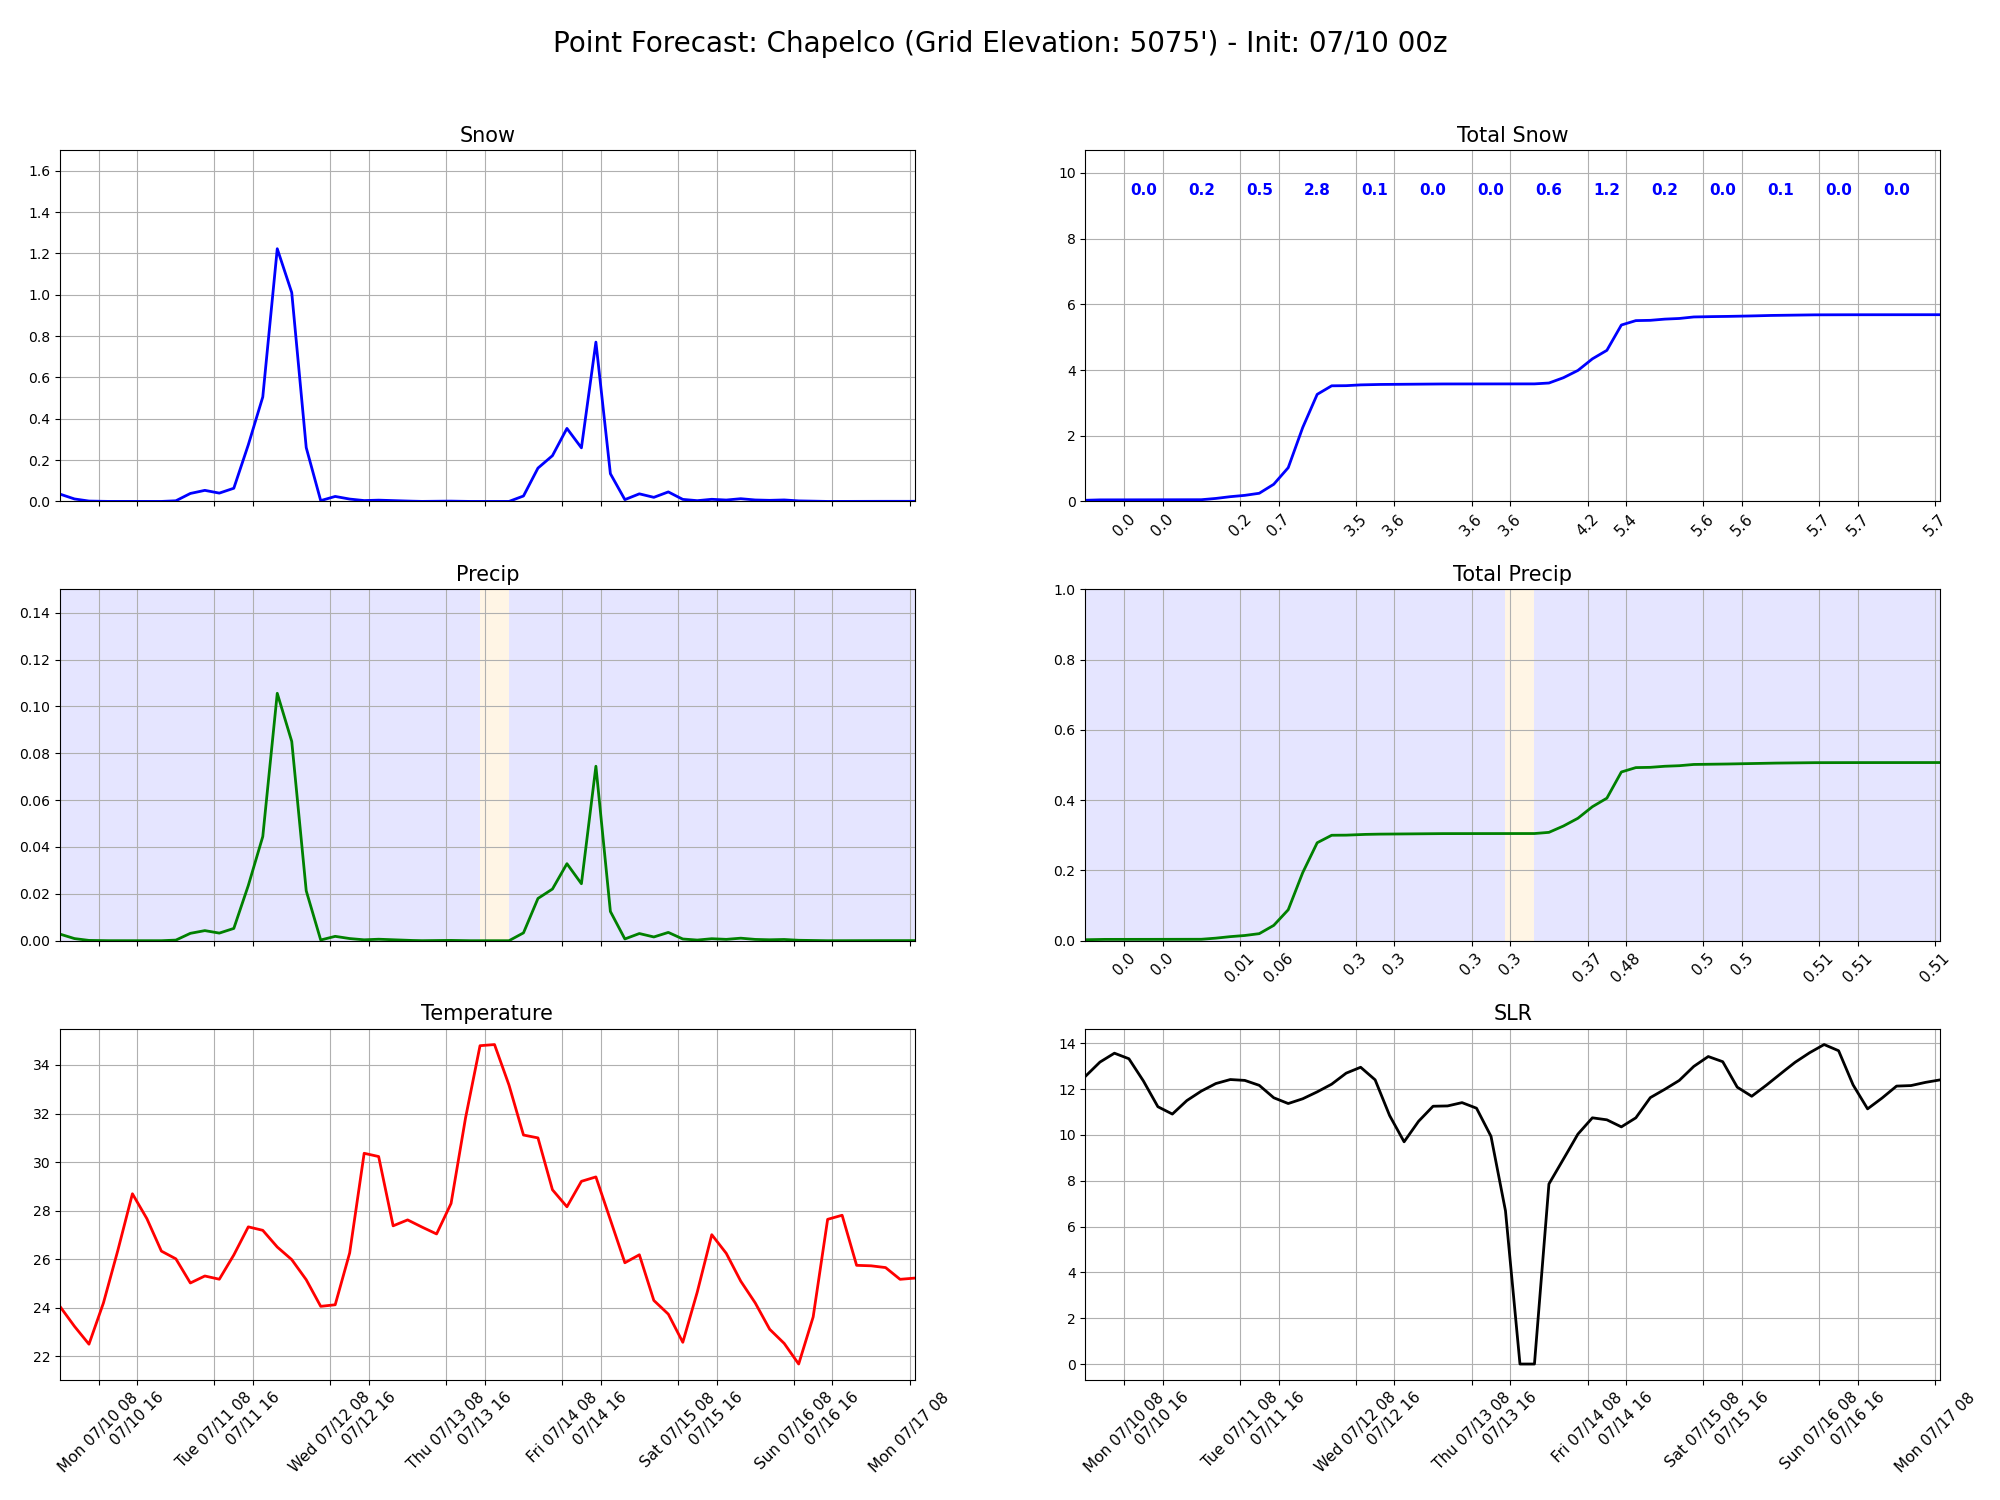 Point Forecast: Chapelco (Grid Elevation: 5075') - Init: 07/10 00z
Snow
1.6
1.4
1.2
1.0
0.8
0.6
0.4
0.2
0.0
Total Snow
10
8
6
4
2
0
0.0 0.2 0.5 2.8 0.1 0.0 0.0 0.6 1.2 0.2 0.0 0.1 0.0 0.0
0.0 0.0 0.2 0.7 3.5 3.6 3.6 3.6 4.2 5.4 5.6 5.6 5.7 5.7 5.7
Precip
0.14
0.12
0.10
0.08
0.06
0.04
0.02
0.00
Total Precip
1.0
0.8
0.6
0.4
0.2
0.0
0.0 0.0 0.01 0.06 0.3 0.3 0.3 0.3 0.37 0.48 0.5 0.5 0.51 0.51 0.51
Temperature
34
32
30
28
26
24
22
Mon 07/10 08
07/10 16
Tue 07/11 08
07/11 16
Wed 07/12 08
07/12 16
Thu 07/13 08
07/13 16
Fri 07/14 08
07/14 16
Sat 07/15 08
07/15 16
Sun 07/16 08
07/16 16
Mon 07/17 08
SLR
14
12
10
8
6
4
2
0
Mon 07/10 08
07/10 16
Tue 07/11 08
07/11 16
Wed 07/12 08
07/12 16
Thu 07/13 08
07/13 16
Fri 07/14 08
07/14 16
Sat 07/15 08
07/15 16
Sun 07/16 08
07/16 16
Mon 07/17 08